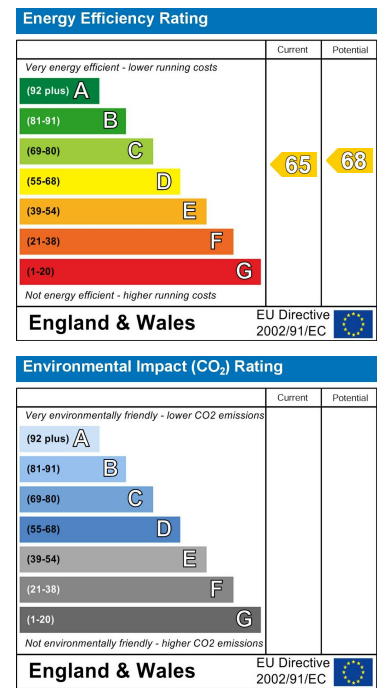 Energy Efficiency Rating
Current Potential
Very energy efficient - lower running costs
(92 plus) A
(81-91) B
(69-80) C
(55-68) D
(39-54) E
(21-38) F
(1-20) G
65 68
Not energy efficient - higher running costs
England & Wales
EU Directive
2002/91/EC
Environmental Impact (CO₂) Rating
Current Potential
Very environmentally friendly - lower CO2 emissions
(92 plus) A
(81-91) B
(69-80) C
(55-68) D
(39-54) E
(21-38) F
(1-20) G
Not environmentally friendly - higher CO2 emissions
England & Wales
EU Directive
2002/91/EC